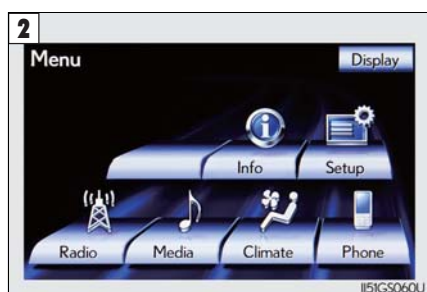 2
Menu
Display
Info
Setup
Radio
Media
Climate
Phone
II51GS060U